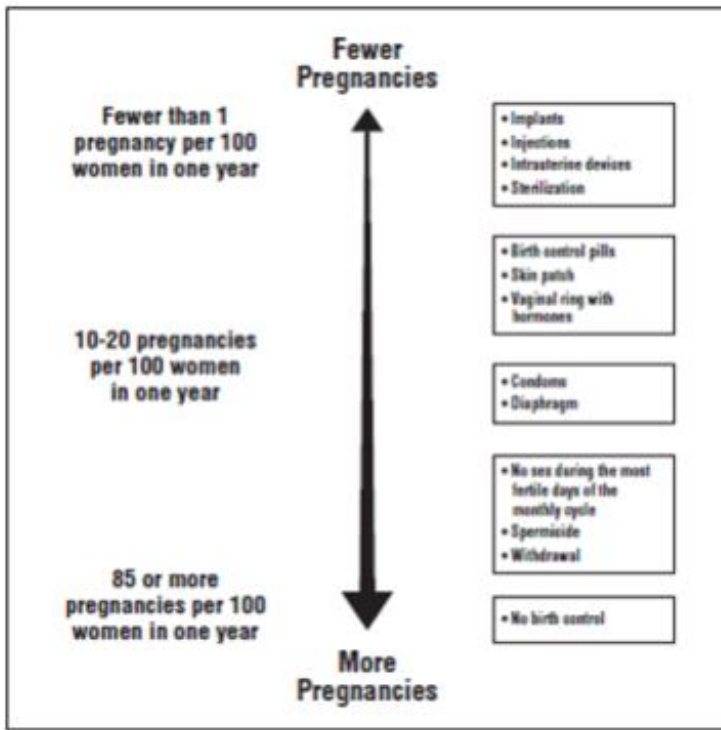 Fewer
Pregnancies
Fewer than 1
pregnancy per 100
women in one year
• Implants
• Injections
• Intrauterine devices
• Sterilization
• Birth control pills
• Skin patch
• Vaginal ring with
hormones
10-20 pregnancies
per 100 women
in one year
• Condoms
• Diaphragm
• No sex during the most
fertile days of the
monthly cycle
• Spermicide
• Withdrawal
85 or more
pregnancies per 100
women in one year
• No birth control
More
Pregnancies